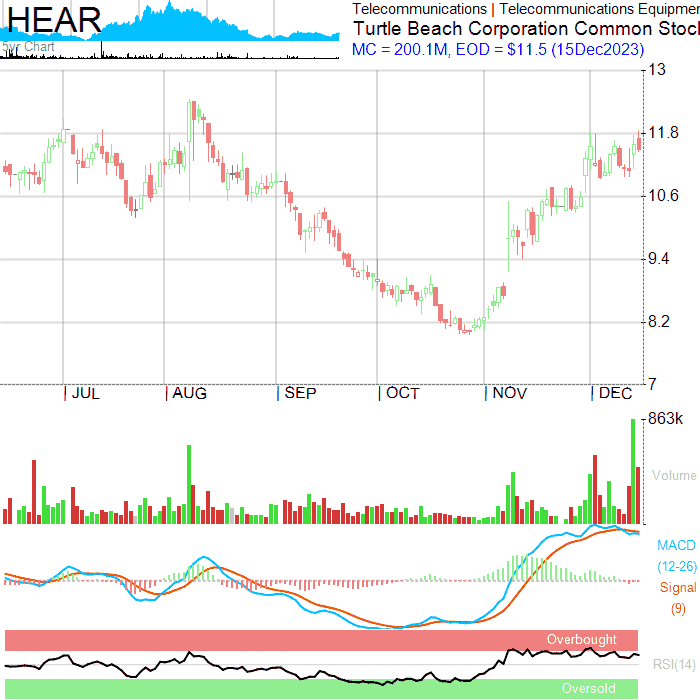 HEAR
5yr Chart
Telecommunications | Telecommunications Equipmen
Turtle Beach Corporation Common Stoc
MC = 200.1M, EOD = $11.5 (15Dec2023)
13
11.8
10.6
9.4
8.2
7
JUL AUG SEP OCT NOV DEC
863k
Volume
MACD
(12-26)
Signal
(9)
Overbought
RSI(14)
Oversold